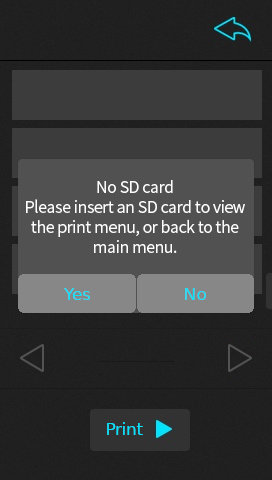 No SD card
Please insert an SD card to view
the print menu, or back to the
main menu.
Yes No
Print